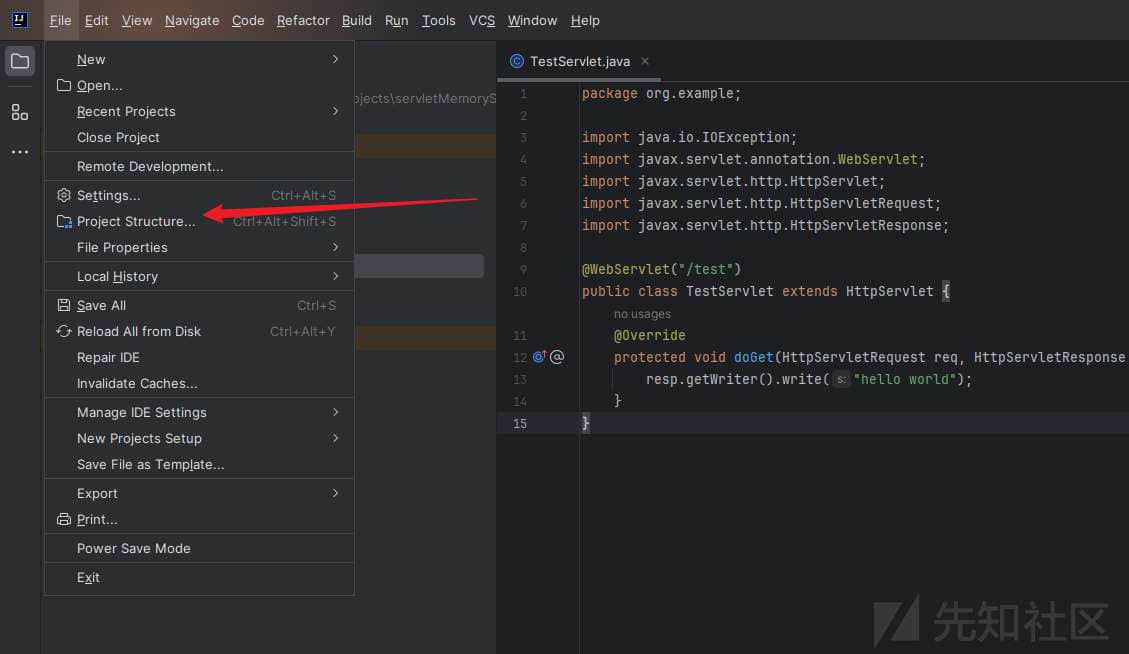 File Edit View Navigate Code Refactor Build Run Tools VCS Window Help
New
Open...
Recent Projects
Close Project
Remote Development...
Settings... Ctrl+Alt+S
Project Structure... Ctrl+Alt+Shift+S
File Properties
Local History
Save All Ctrl+S
Reload All from Disk Ctrl+Alt+Y
Repair IDE
Invalidate Caches...
Manage IDE Settings
New Projects Setup
Save File as Template...
Export
Print...
Power Save Mode
Exit
ojects\servletMemoryS
TestServlet.java
1 package org.example;
2
3 import java.io.IOException;
4 import javax.servlet.annotation.WebServlet;
5 import javax.servlet.http.HttpServlet;
6 import javax.servlet.http.HttpServletRequest;
7 import javax.servlet.http.HttpServletResponse;
8
9 @WebServlet("/test")
10 public class TestServlet extends HttpServlet {
no usages
11 @Override
12 protected void doGet(HttpServletRequest req, HttpServletResponse
13 resp.getWriter().write( s: "hello world");
14 }
15 }
先知社区